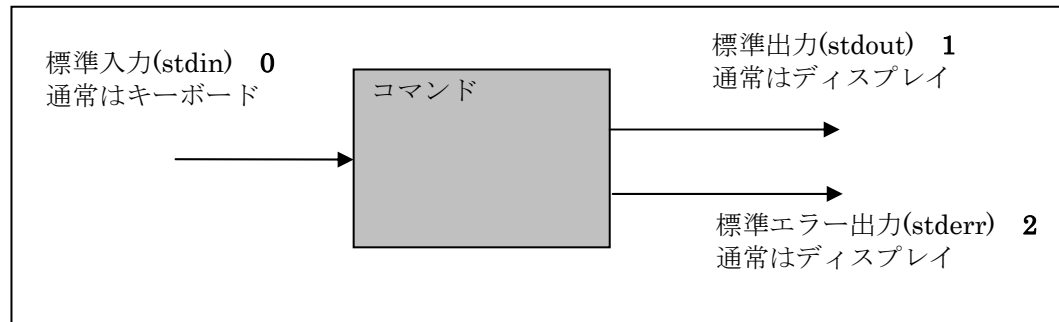 標準入力(stdin) 0
通常はキーボード
コマンド
標準出力(stdout) 1
通常はディスプレイ
標準エラー出力(stderr) 2
通常はディスプレイ